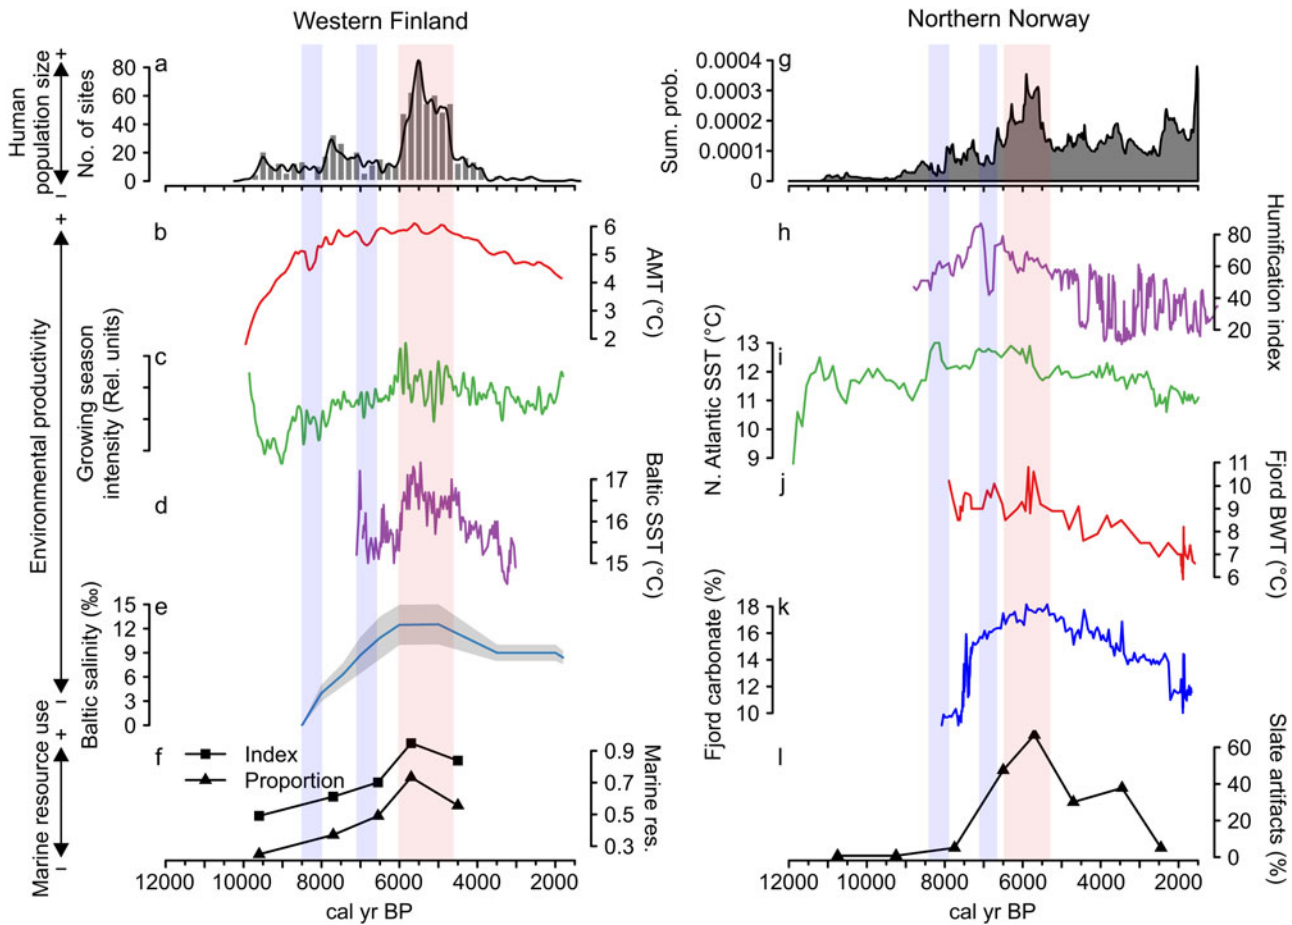 Western Finland
Northern Norway
Human
population size
+
−
No. of sites
a
80
60
40
20
0
g
Sum. prob.
0.0004
0.0003
0.0002
0.0001
0
Environmental productivity
+
−
b
6
5
4
3
2
AMT (°C)
h
80
60
40
20
Humification
index
c
Growing season
intensity (Rel. units)
i
N. Atlantic SST (°C)
13
12
11
10
9
d
17
16
15
Baltic SST
(°C)
j
11
10
9
8
7
6
Fjord BWT (°C)
e
Baltic salinity (‰)
15
12
9
6
3
0
k
Fjord carbonate (%)
18
16
14
12
10
Marine resource use
+
−
f
Index
Proportion
0.9
0.7
0.5
0.3
Marine
res.
l
60
40
20
0
Slate
artifacts (%)
12000 10000 8000 6000 4000 2000
cal yr BP
12000 10000 8000 6000 4000 2000
cal yr BP